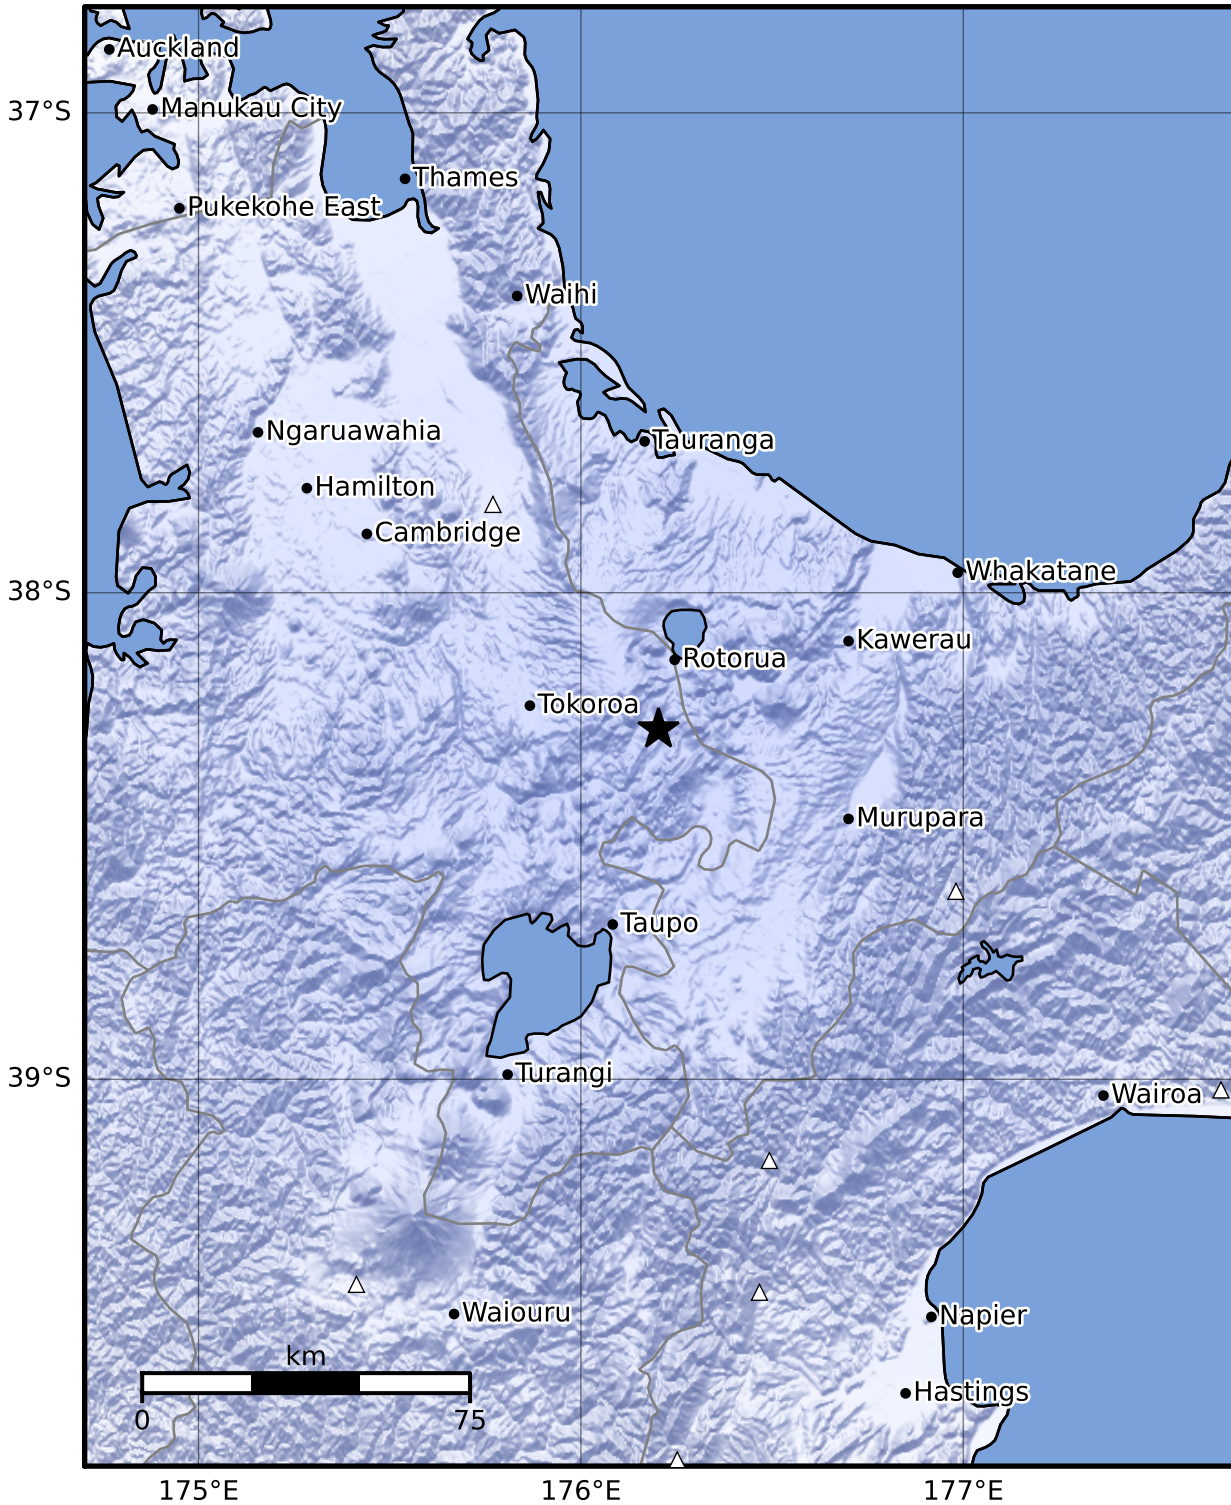 Auckland
Manukau City
37°S
Thames
Pukekohe East
Waihi
Ngaruawahia
Tauranga
Hamilton
Cambridge
Whakatane
38°S
Kawerau
Rotorua
Tokoroa
Murupara
Taupo
Turangi
39°S
Wairoa
Waiouru
Napier
km
Hastings
0 75
175°E 176°E 177°E